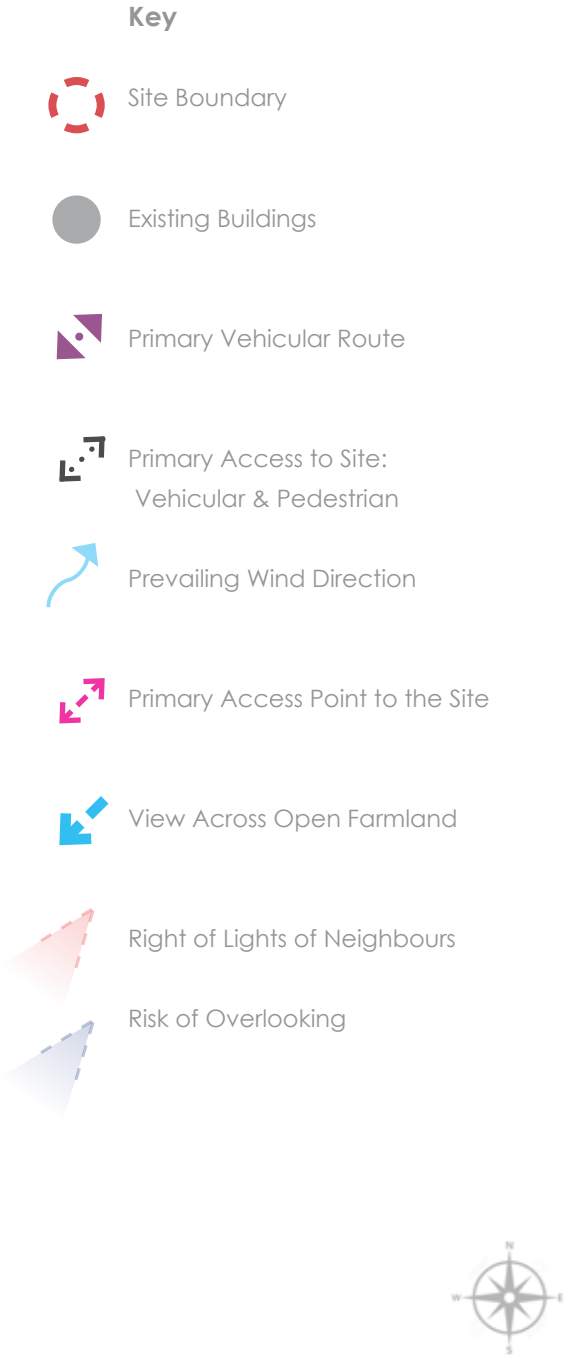 Key
Site Boundary
Existing Buildings
Primary Vehicular Route
Primary Access to Site:
Vehicular & Pedestrian
Prevailing Wind Direction
Primary Access Point to the Site
View Across Open Farmland
Right of Lights of Neighbours
Risk of Overlooking
N
W E
S